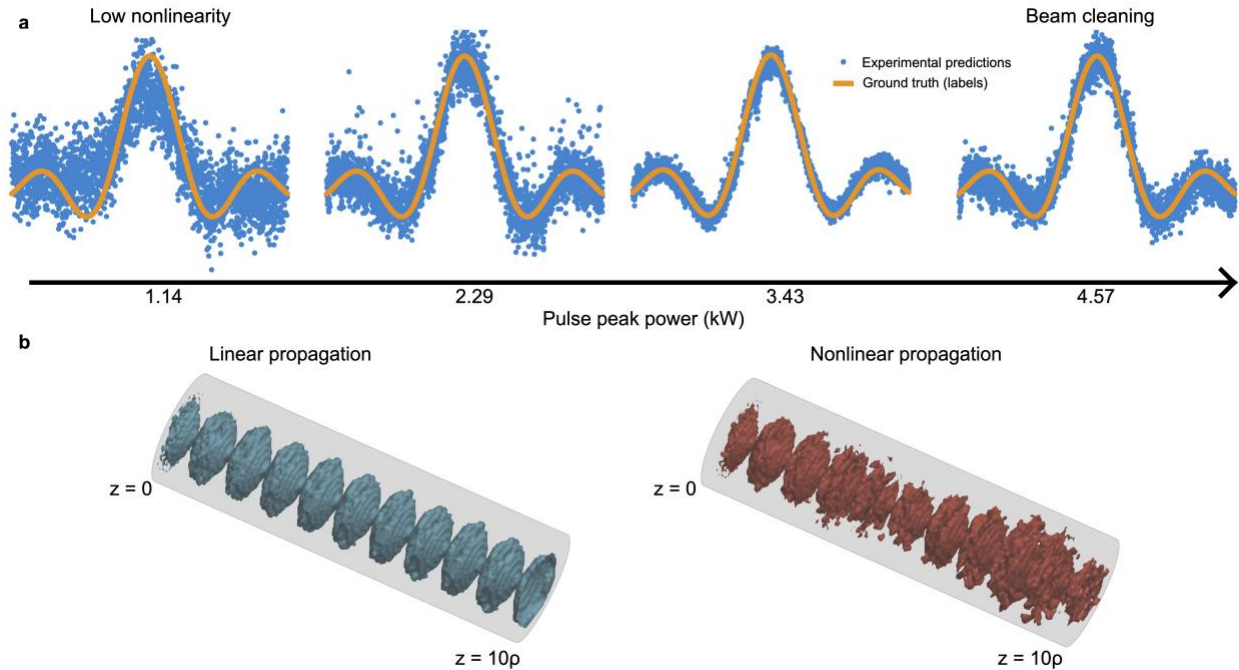 a
Low nonlinearity
Beam cleaning
Experimental predictions
Ground truth (labels)
1.14
2.29
3.43
4.57
Pulse peak power (kW)
b
Linear propagation
Nonlinear propagation
z = 0
z = 10ρ
z = 0
z = 10ρ